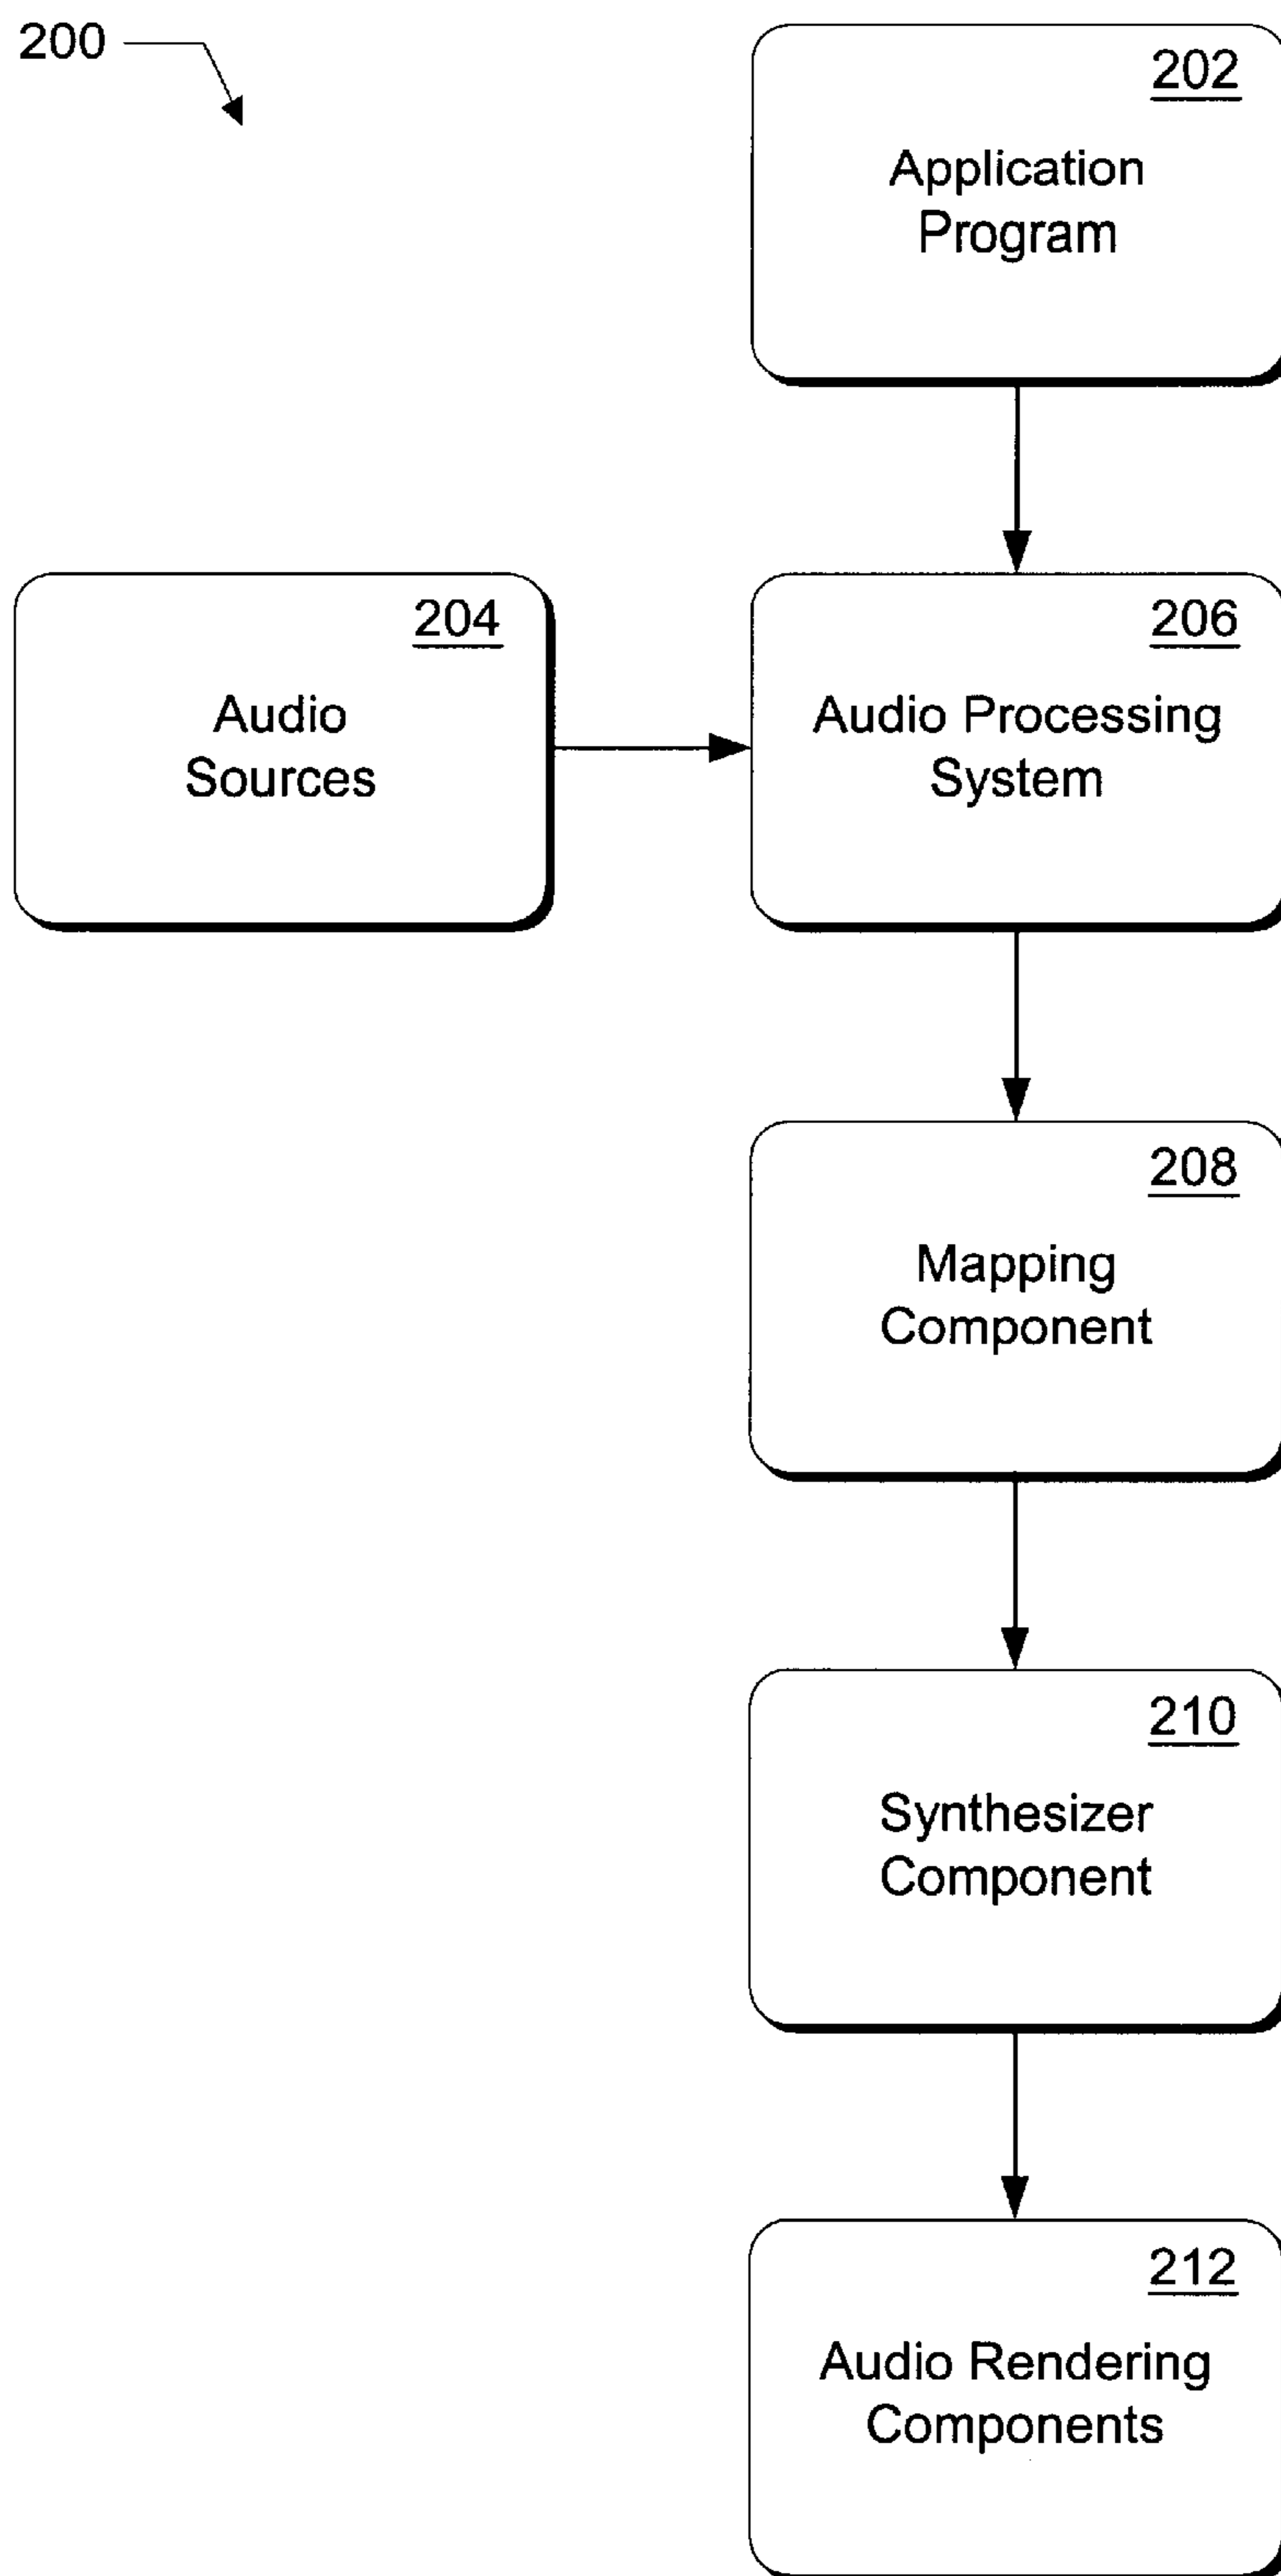 200
202
Application
Program
204
Audio
Sources
206
Audio Processing
System
208
Mapping
Component
210
Synthesizer
Component
212
Audio Rendering
Components